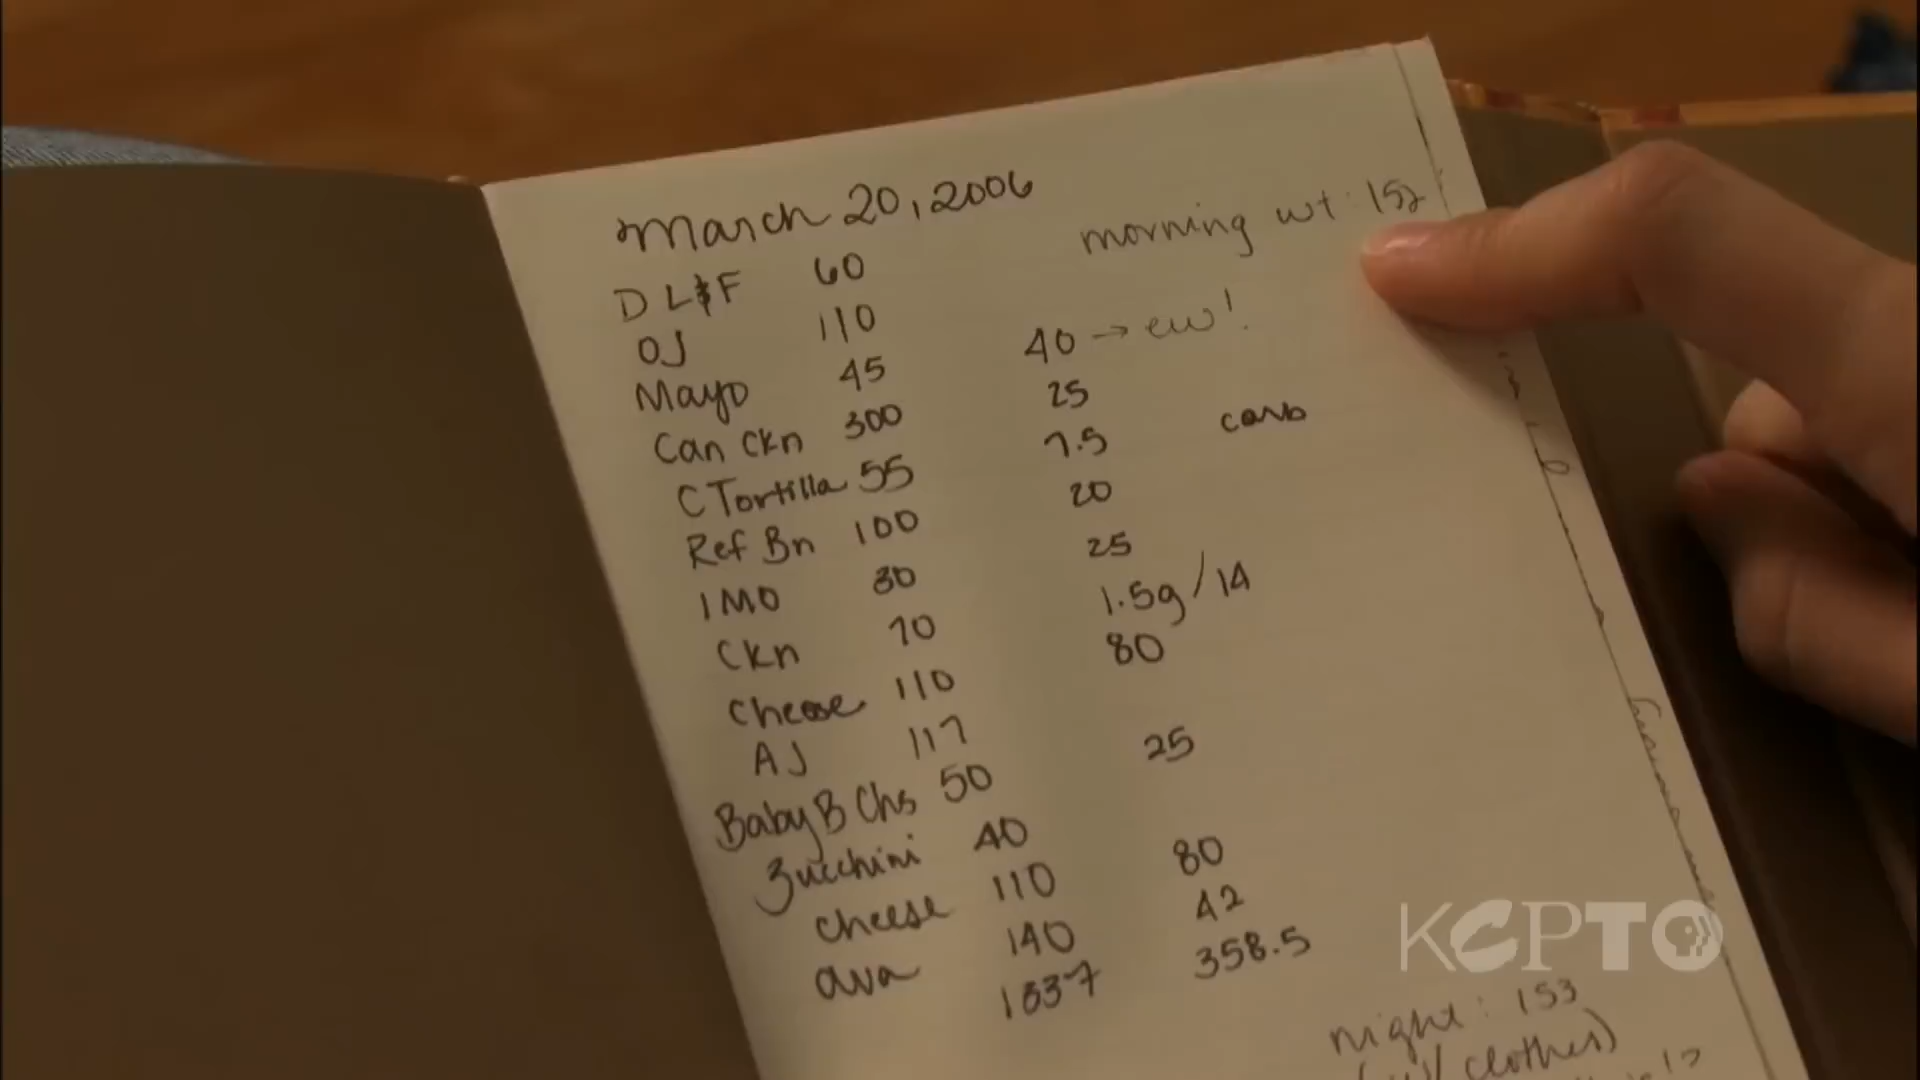 March 20, 2006
morning wt: 152
D L&F 60
OJ 110
Mayo 45 40 → ew!
Can Ckn 300 25
C Tortilla 55 7.5 carb
Ref Bn 100 20
IMO 30 25
Ckn 70 1.5g/14
Cheese 110 80
AJ 117
Baby B Chs 50 25
Zucchini 40
cheese 110 80
ava 140 42
1337 358.5
night: 153
(w/ clothes)
KCPT PBS